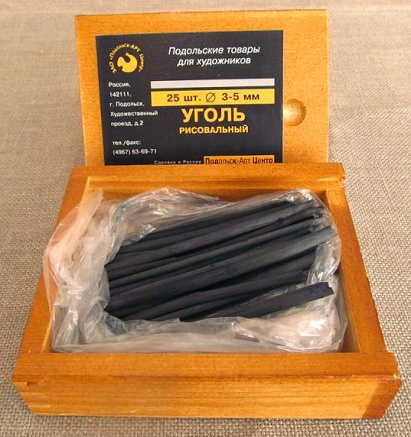 ЗАО "Подольск-Арт Центр"
Подольские товары
для художников
Россия,
142111,
г. Подольск,
Художественный
проезд, д.2
тел./факс:
(4967) 63-69-71
25 шт. Ø 3-5 мм
УГОЛЬ
РИСОВАЛЬНЫЙ
Сделано в России Подольск-Арт Центр